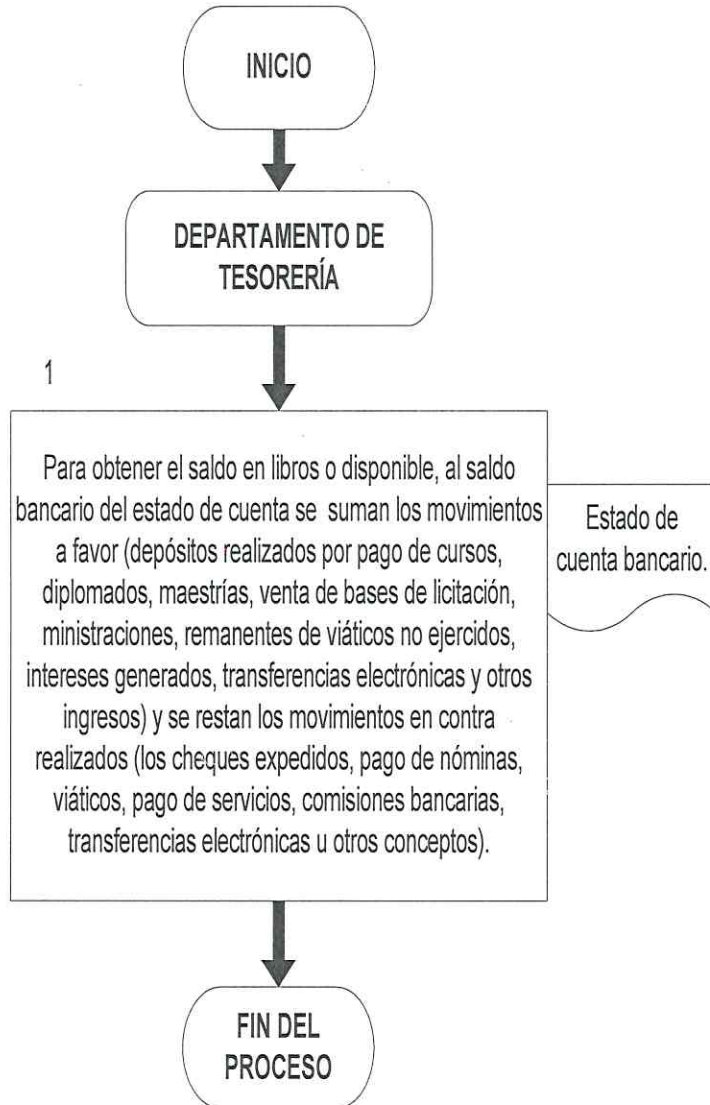 INICIO
DEPARTAMENTO DE
TESORERÍA
1
Para obtener el saldo en libros o disponible, al saldo
bancario del estado de cuenta se suman los movimientos
a favor (depósitos realizados por pago de cursos,
diplomados, maestrías, venta de bases de licitación,
ministraciones, remanentes de viáticos no ejercidos,
intereses generados, transferencias electrónicas y otros
ingresos) y se restan los movimientos en contra
realizados (los cheques expedidos, pago de nóminas,
viáticos, pago de servicios, comisiones bancarias,
transferencias electrónicas u otros conceptos).
Estado de
cuenta bancario.
FIN DEL
PROCESO